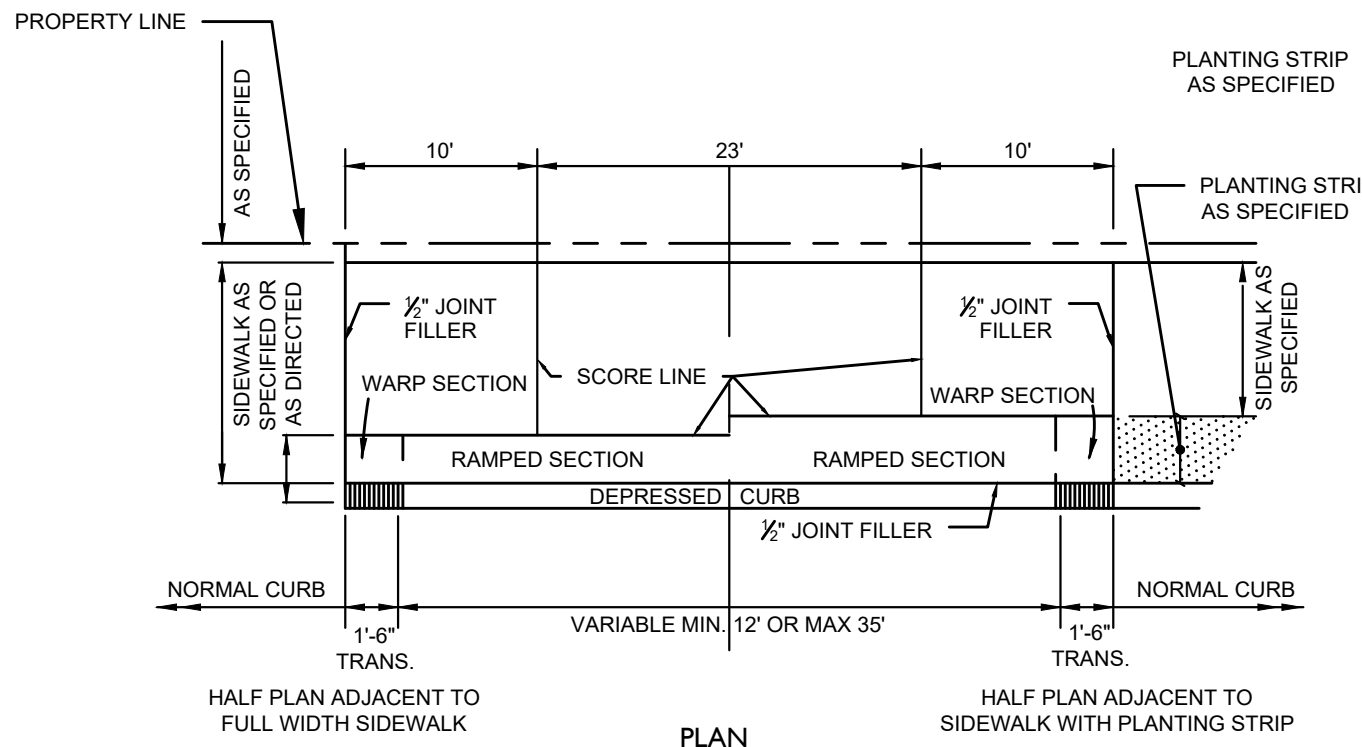 PROPERTY LINE
PLANTING STRIP
AS SPECIFIED
AS SPECIFIED
10'
23'
10'
PLANTING STRI
AS SPECIFIED
SIDEWALK AS
SPECIFIED OR
AS DIRECTED
½" JOINT
FILLER
½" JOINT
FILLER
SIDEWALK AS
SPECIFIED
WARP SECTION
SCORE LINE
WARP SECTION
RAMPED SECTION
RAMPED SECTION
DEPRESSED CURB
½" JOINT FILLER
NORMAL CURB
NORMAL CURB
VARIABLE MIN. 12' OR MAX 35'
1'-6"
TRANS.
1'-6"
TRANS.
HALF PLAN ADJACENT TO
FULL WIDTH SIDEWALK
HALF PLAN ADJACENT TO
SIDEWALK WITH PLANTING STRIP
PLAN